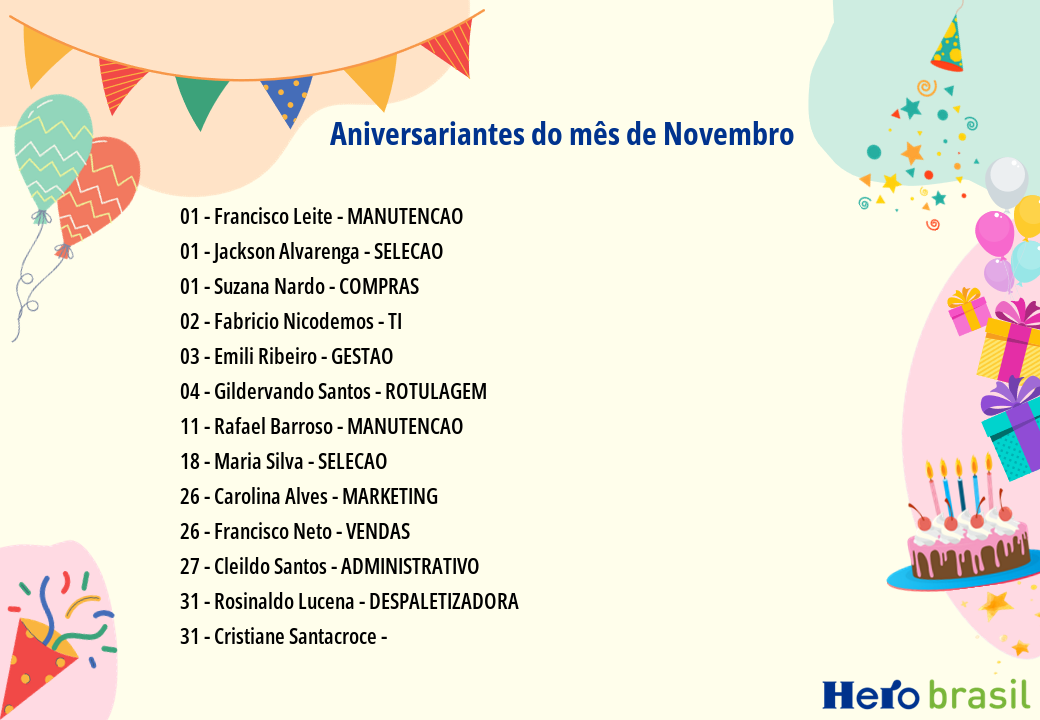 Aniversariantes do mês de Novembro
01 - Francisco Leite - MANUTENCAO
01 - Jackson Alvarenga - SELECAO
01 - Suzana Nardo - COMPRAS
02 - Fabricio Nicodemos - TI
03 - Emili Ribeiro - GESTAO
04 - Gildervando Santos - ROTULAGEM
11 - Rafael Barroso - MANUTENCAO
18 - Maria Silva - SELECAO
26 - Carolina Alves - MARKETING
26 - Francisco Neto - VENDAS
27 - Cleildo Santos - ADMINISTRATIVO
31 - Rosinaldo Lucena - DESPALETIZADORA
31 - Cristiane Santacroce -
Hero brasil